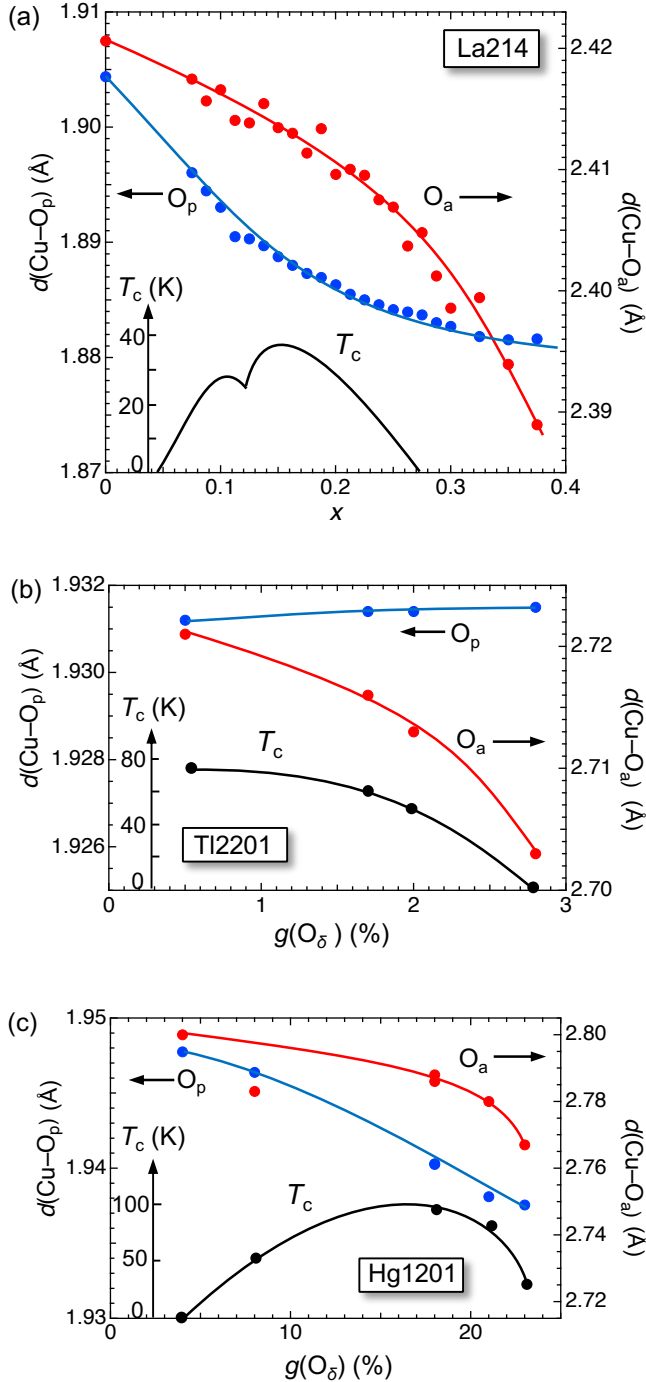 (a)
La214
1.91
1.90
1.89
1.88
1.87
d(Cu–Op) (Å)
2.42
2.41
2.40
2.39
d(Cu–Oa) (Å)
Op
Oa
Tc (K)
40
20
0
Tc
0
0.1
0.2
0.3
0.4
x
(b)
1.932
1.930
1.928
1.926
d(Cu–Op) (Å)
2.72
2.71
2.70
d(Cu–Oa) (Å)
Op
Oa
Tc (K)
80
40
0
Tc
Tl2201
0
1
2
3
g(Oδ) (%)
(c)
1.95
1.94
1.93
d(Cu–Op) (Å)
2.80
2.78
2.76
2.74
2.72
d(Cu–Oa) (Å)
Op
Oa
Tc (K)
100
50
0
Tc
Hg1201
0
10
20
g(Oδ) (%)